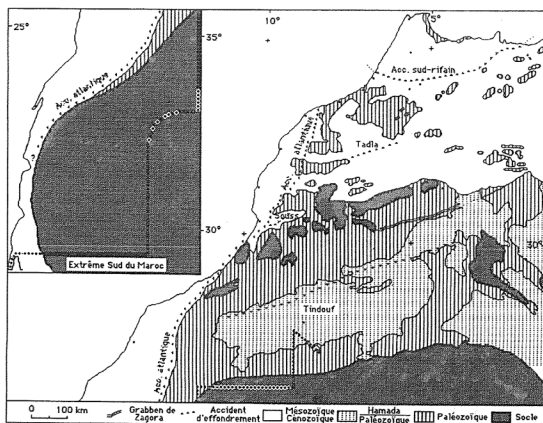 10°
5°
25°
35°
Acc. sud-rifain
Acc. atlantique
Acc. atlantique
Tadla
Souss
30°
30°
Extrême Sud du Maroc
Tindouf
Acc. atlantique
0 100 km
Grabben de Zagora
Accident d'effondrement
Mésozoïque Cénozoïque
Hamada Paléozoïque
Paléozoïque
Socle